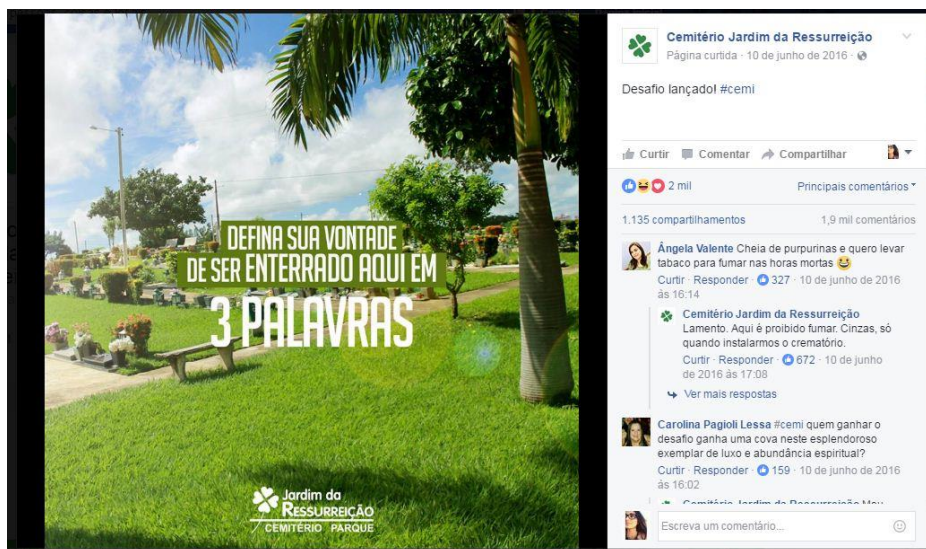 DEFINA SUA VONTADE
DE SER ENTERRADO AQUI EM
3 PALAVRAS
Jardim da
RESSURREIÇÃO
CEMITÉRIO PARQUE
Cemitério Jardim da Ressurreição
Página curtida · 10 de junho de 2016 ·
Desafio lançado! #cemi
Curtir Comentar Compartilhar
2 mil Principais comentários
1.135 compartilhamentos 1,9 mil comentários
Ângela Valente Cheia de purpurinas e quero levar
tabaco para fumar nas horas mortas
Curtir · Responder · 327 · 10 de junho de 2016
às 16:14
Cemitério Jardim da Ressurreição
Lamento. Aqui é proibido fumar. Cinzas, só
quando instalarmos o crematório.
Curtir · Responder · 672 · 10 de junho
de 2016 às 17:08
Ver mais respostas
Carolina Pagioli Lessa #cemi quem ganhar o
desafio ganha uma cova neste esplendoroso
exemplar de luxo e abundância espiritual?
Curtir · Responder · 159 · 10 de junho de 2016
às 16:02
Cemitério Jardim da Ressurreição Meu
Escreva um comentário...